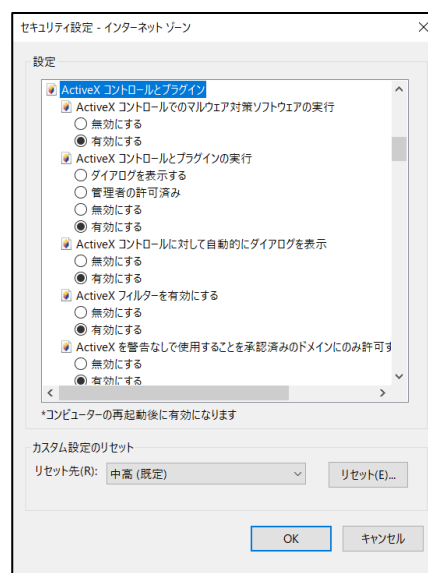 セキュリティ設定 - インターネット ゾーン
設定
ActiveX コントロールとプラグイン
ActiveX コントロールでのマルウェア対策ソフトウェアの実行
無効にする
有効にする
ActiveX コントロールとプラグインの実行
ダイアログを表示する
管理者の許可済み
無効にする
有効にする
ActiveX コントロールに対して自動的にダイアログを表示
無効にする
有効にする
ActiveX フィルターを有効にする
無効にする
有効にする
ActiveX を警告なしで使用することを承認済みのドメインにのみ許可す
無効にする
有効にする
*コンピューターの再起動後に有効になります
カスタム設定のリセット
リセット先(R): 中高 (既定) リセット(E)...
OK キャンセル